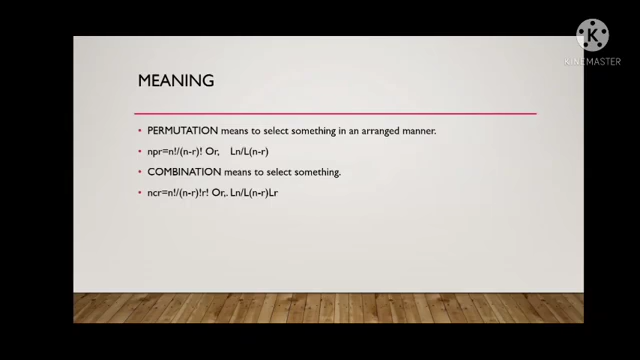 KINEMASTER
MEANING
• PERMUTATION means to select something in an arranged manner.
• npr=n!/(n-r)! Or, Ln/L(n-r)
• COMBINATION means to select something.
• ncr=n!/(n-r)!r! Or,. Ln/L(n-r)Lr